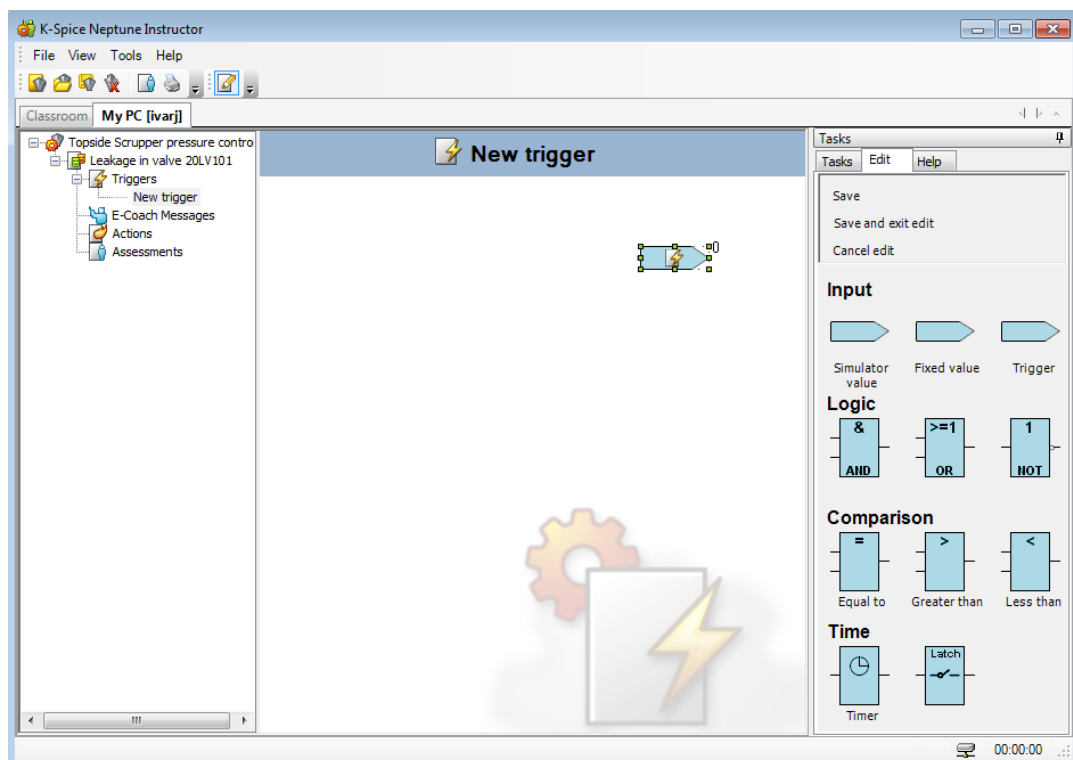 K-Spice Neptune Instructor
File View Tools Help
Classroom My PC [ivarj]
Topside Scrupper pressure contro
Leakage in valve 20LV101
Triggers
New trigger
E-Coach Messages
Actions
Assessments
New trigger
0
Tasks
Tasks Edit Help
Save
Save and exit edit
Cancel edit
Input
Simulator value
Fixed value
Trigger
Logic
& AND
>=1 OR
1 NOT
Comparison
= Equal to
> Greater than
< Less than
Time
Timer
Latch
00:00:00